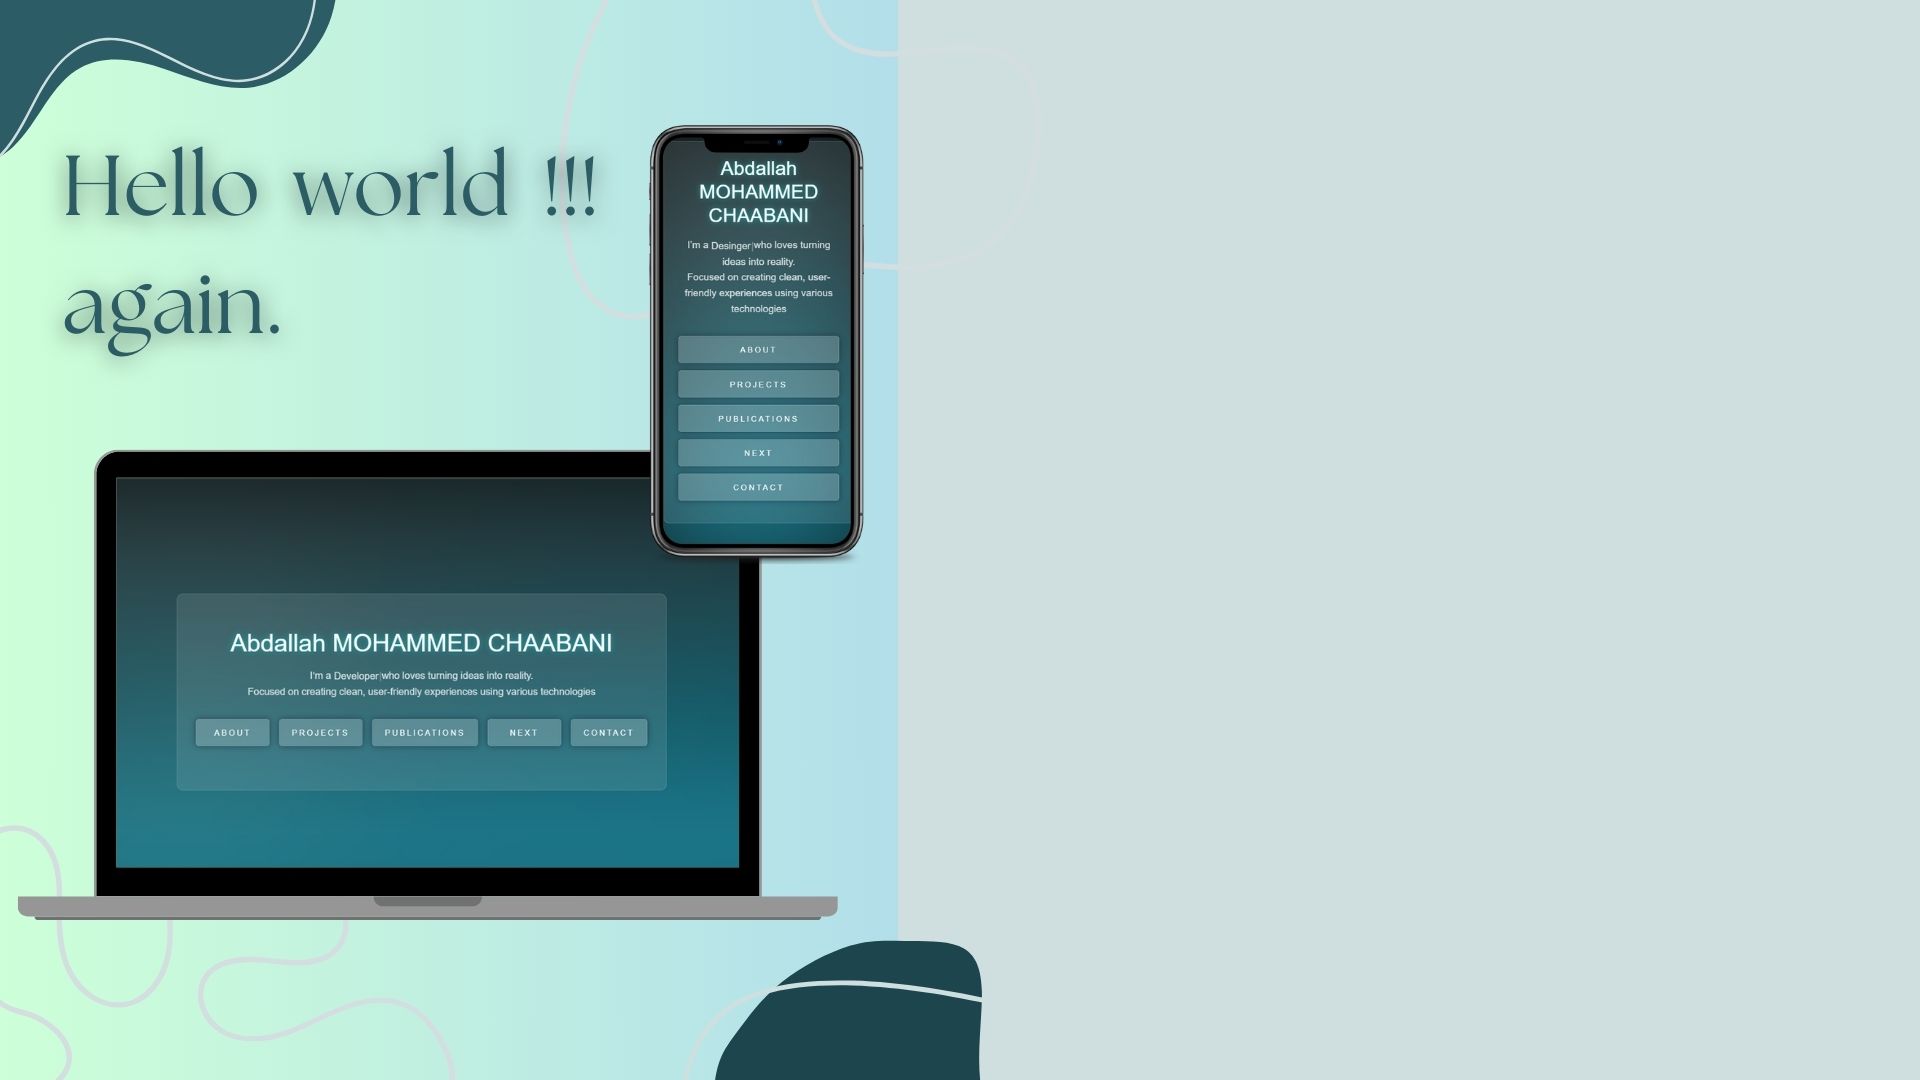 Hello world !!!
again.
Abdallah
MOHAMMED
CHAABANI
I'm a Desinger|who loves turning
ideas into reality.
Focused on creating clean, user-
friendly experiences using various
technologies
ABOUT
PROJECTS
PUBLICATIONS
NEXT
CONTACT
Abdallah MOHAMMED CHAABANI
I'm a Developer|who loves turning ideas into reality.
Focused on creating clean, user-friendly experiences using various technologies
ABOUT PROJECTS PUBLICATIONS NEXT CONTACT